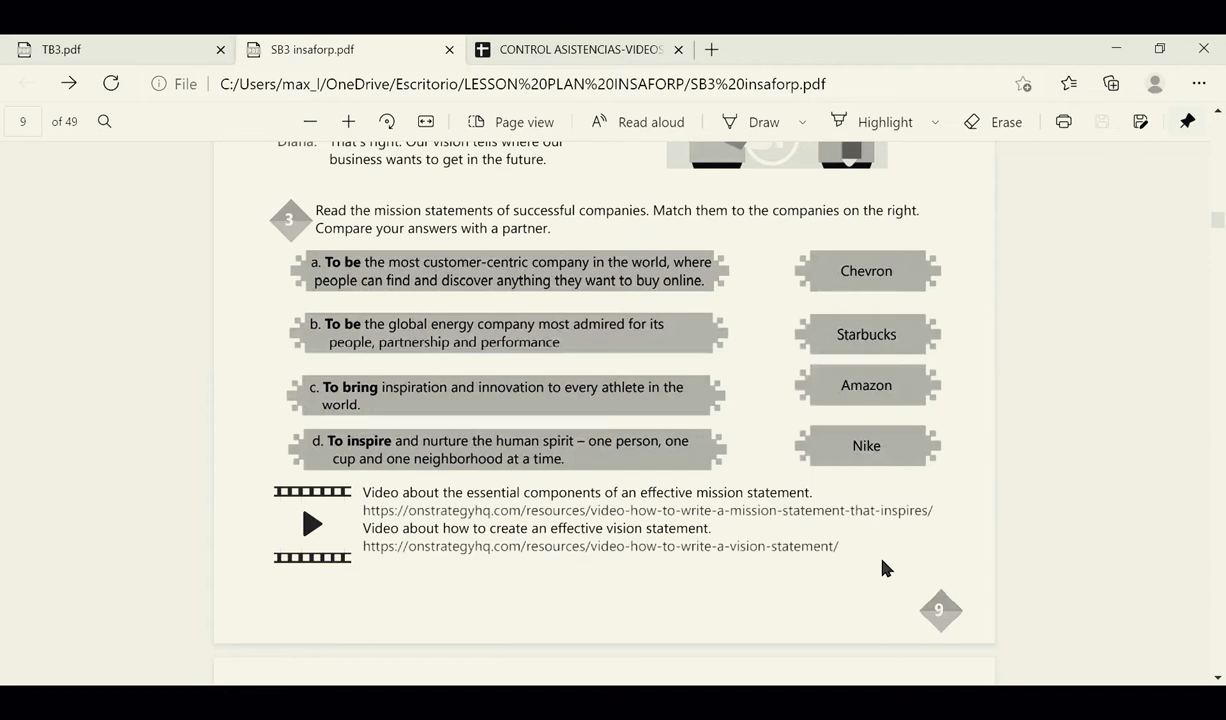 TB3.pdf
SB3 insaforp.pdf
CONTROL ASISTENCIAS-VIDEOS
File
C:/Users/max_l/OneDrive/Escritorio/LESSON%20PLAN%20INSAFORP/SB3%20insaforp.pdf
9 of 49
Page view
Read aloud
Draw
Highlight
Erase
Diana: That's right. Our vision tells where our
business wants to get in the future.
3
Read the mission statements of successful companies. Match them to the companies on the right.
Compare your answers with a partner.
a. To be the most customer-centric company in the world, where
people can find and discover anything they want to buy online.
Chevron
b. To be the global energy company most admired for its
people, partnership and performance
Starbucks
c. To bring inspiration and innovation to every athlete in the
world.
Amazon
d. To inspire and nurture the human spirit – one person, one
cup and one neighborhood at a time.
Nike
Video about the essential components of an effective mission statement.
https://onstrategyhq.com/resources/video-how-to-write-a-mission-statement-that-inspires/
Video about how to create an effective vision statement.
https://onstrategyhq.com/resources/video-how-to-write-a-vision-statement/
9